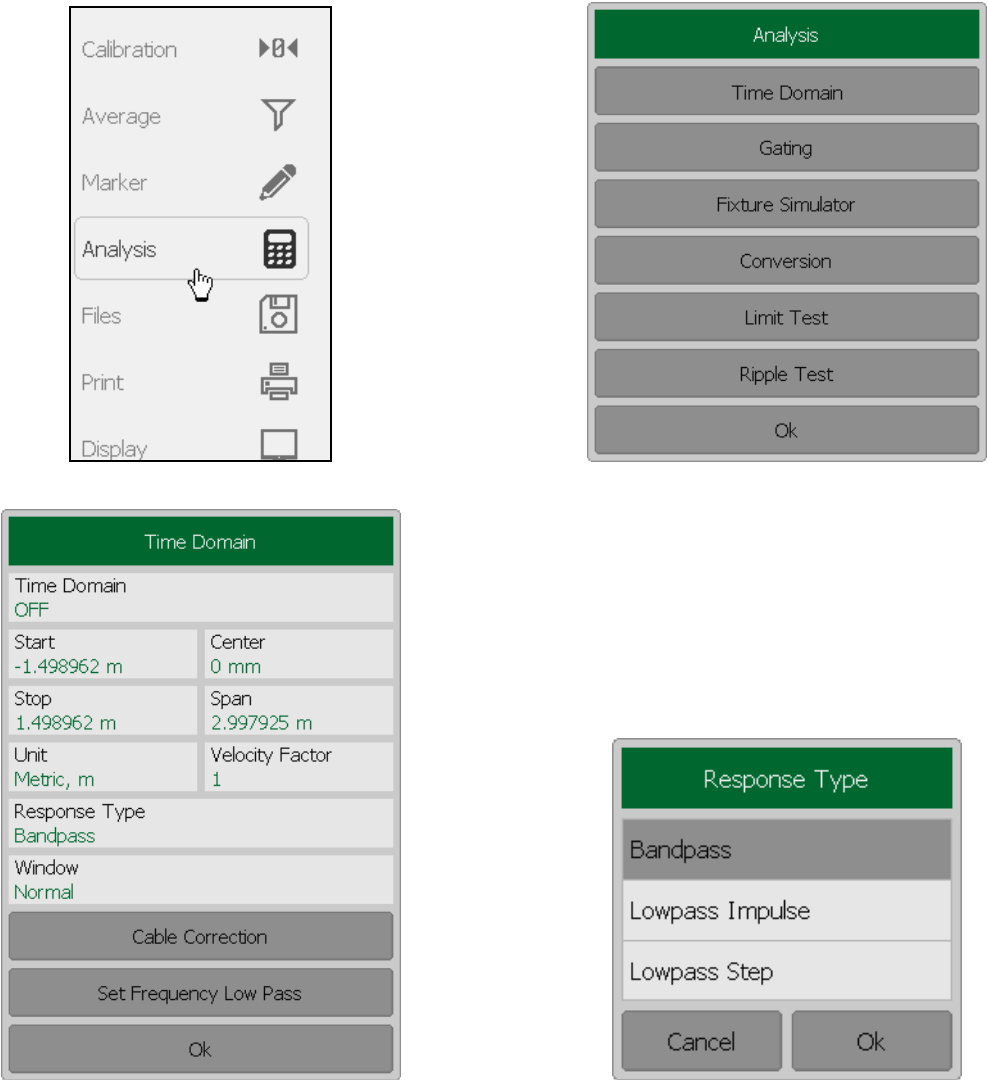 Calibration
Average
Marker
Analysis
Files
Print
Display
Analysis
Time Domain
Gating
Fixture Simulator
Conversion
Limit Test
Ripple Test
Ok
Time Domain
Time Domain
OFF
Start
-1.498962 m
Center
0 mm
Stop
1.498962 m
Span
2.997925 m
Unit
Metric, m
Velocity Factor
1
Response Type
Bandpass
Window
Normal
Cable Correction
Set Frequency Low Pass
Ok
Response Type
Bandpass
Lowpass Impulse
Lowpass Step
Cancel
Ok